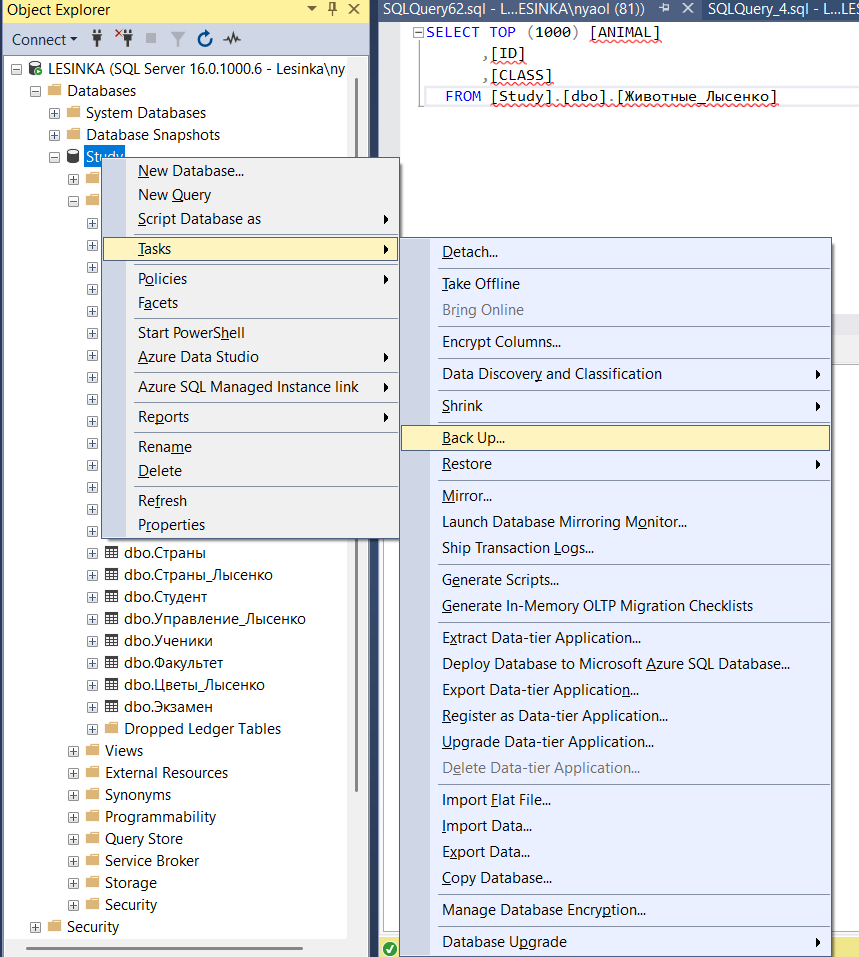 Object Explorer
Connect
LESINKA (SQL Server 16.0.1000.6 - Lesinka\ny
Databases
System Databases
Database Snapshots
Study
New Database...
New Query
Script Database as
Tasks
Policies
Facets
Start PowerShell
Azure Data Studio
Azure SQL Managed Instance link
Reports
Rename
Delete
Refresh
Properties
dbo.Страны
dbo.Страны_Лысенко
dbo.Студент
dbo.Управление_Лысенко
dbo.Ученики
dbo.Факультет
dbo.Цветы_Лысенко
dbo.Экзамен
Dropped Ledger Tables
Views
External Resources
Synonyms
Programmability
Query Store
Service Broker
Storage
Security
Security
SQLQuery62.sql - L...ESINKA\nyaol (81))
SQLQuery_4.sql - L...LES
SELECT TOP (1000) [ANIMAL]
,[ID]
,[CLASS]
FROM [Study].[dbo].[Животные_Лысенко]
Detach...
Take Offline
Bring Online
Encrypt Columns...
Data Discovery and Classification
Shrink
Back Up...
Restore
Mirror...
Launch Database Mirroring Monitor...
Ship Transaction Logs...
Generate Scripts...
Generate In-Memory OLTP Migration Checklists
Extract Data-tier Application...
Deploy Database to Microsoft Azure SQL Database...
Export Data-tier Application...
Register as Data-tier Application...
Upgrade Data-tier Application...
Delete Data-tier Application...
Import Flat File...
Import Data...
Export Data...
Copy Database...
Manage Database Encryption...
Database Upgrade